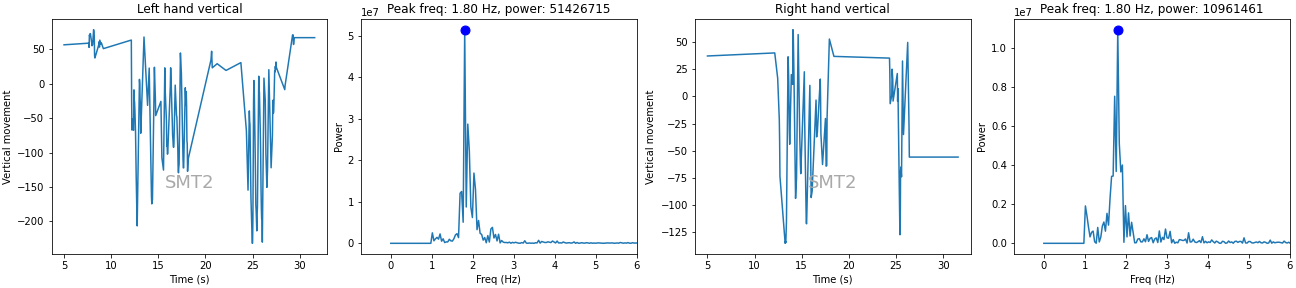 Left hand vertical
Vertical movement
50
0
−50
−100
−150
−200
SMT2
5 10 15 20 25 30
Time (s)
1e7
Peak freq: 1.80 Hz, power: 51426715
Power
5
4
3
2
1
0
0 1 2 3 4 5 6
Freq (Hz)
Right hand vertical
Vertical movement
50
25
0
−25
−50
−75
−100
−125
SMT2
5 10 15 20 25 30
Time (s)
1e7
Peak freq: 1.80 Hz, power: 10961461
Power
1.0
0.8
0.6
0.4
0.2
0.0
0 1 2 3 4 5 6
Freq (Hz)